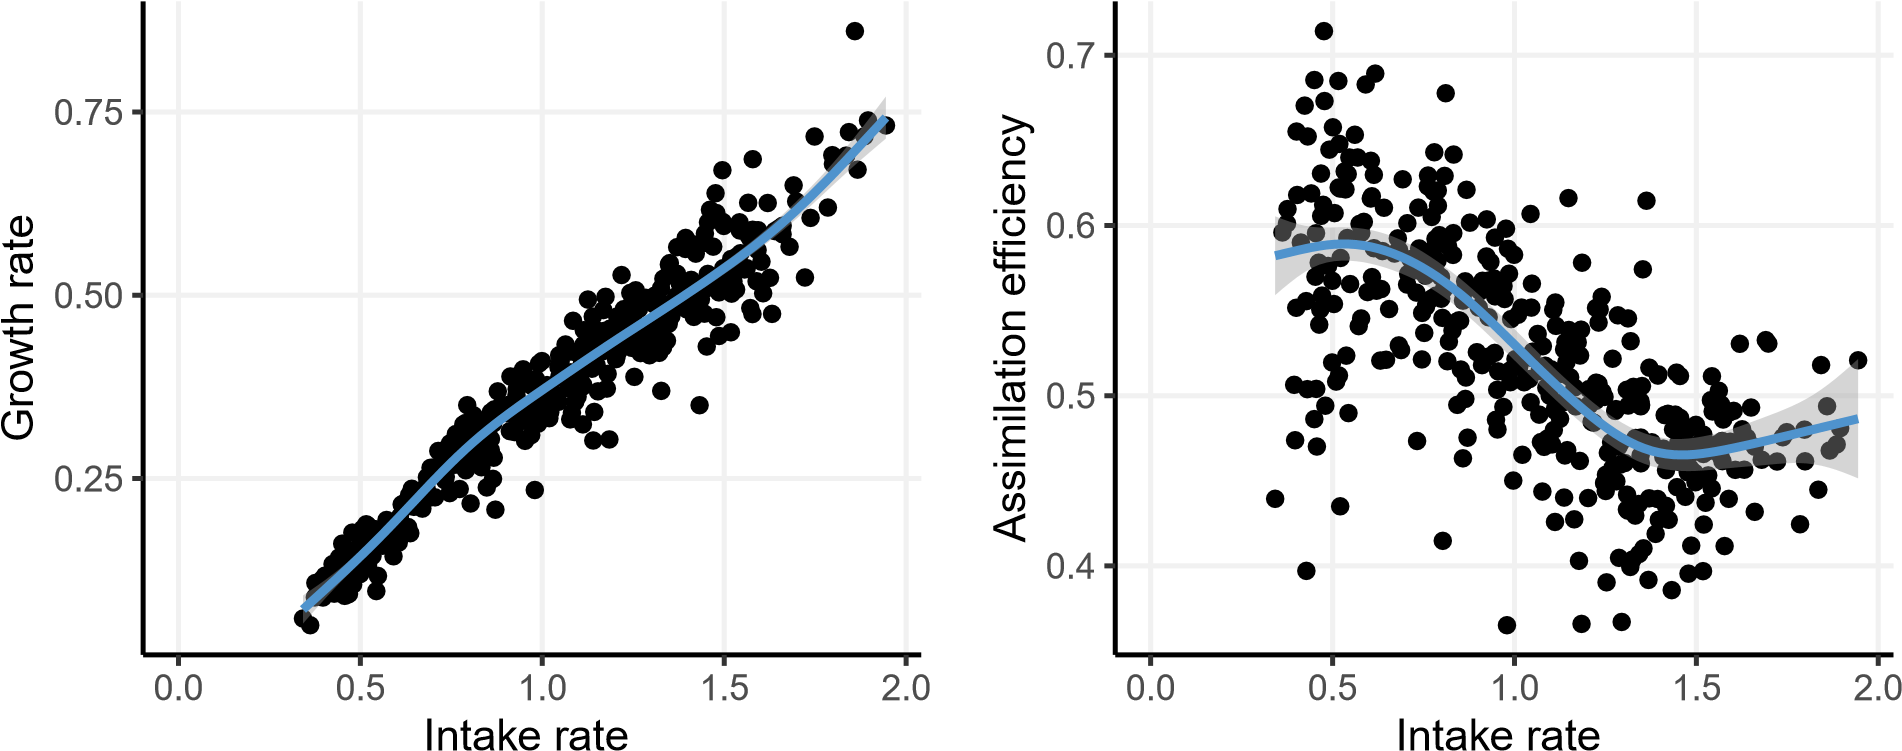 Growth rate
0.75
0.50
0.25
0.0 0.5 1.0 1.5 2.0
Intake rate
Assimilation efficiency
0.7
0.6
0.5
0.4
0.0 0.5 1.0 1.5 2.0
Intake rate